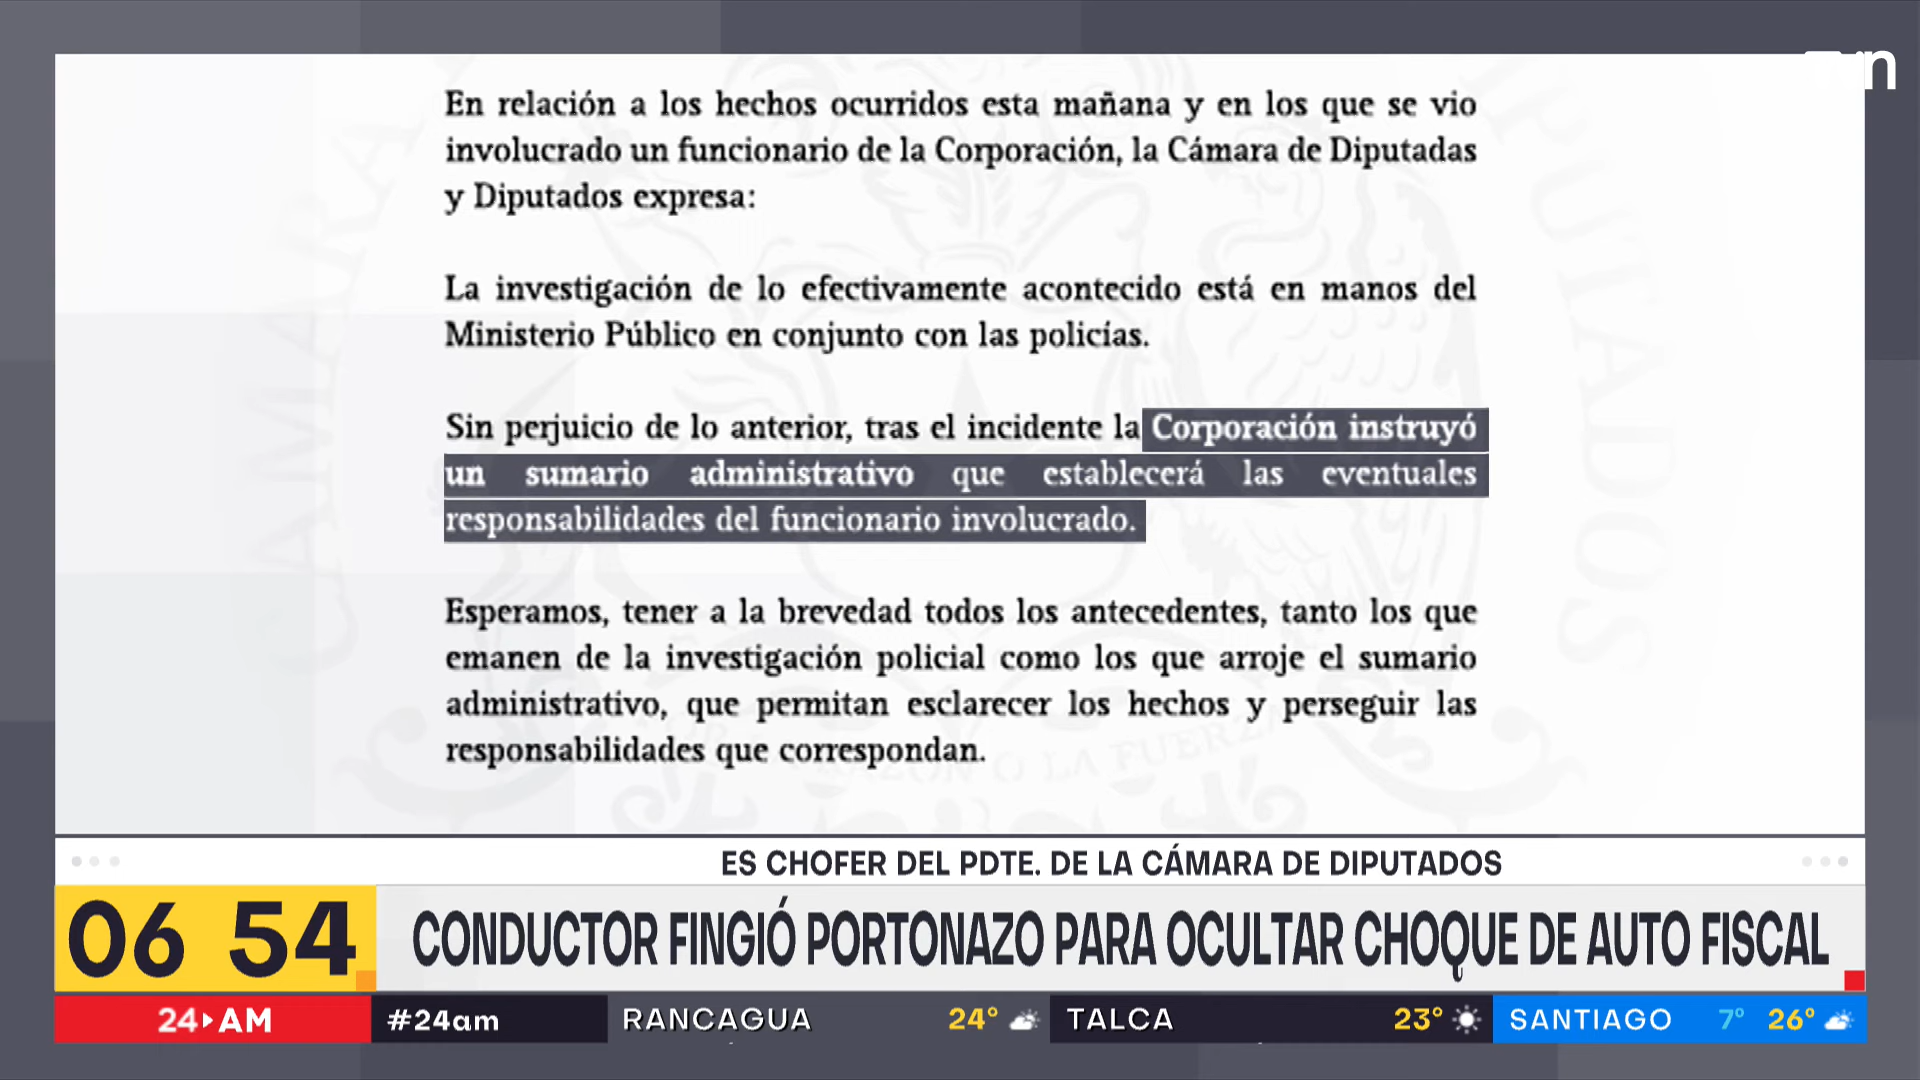 En relación a los hechos ocurridos esta mañana y en los que se vio
involucrado un funcionario de la Corporación, la Cámara de Diputadas
y Diputados expresa:
La investigación de lo efectivamente acontecido está en manos del
Ministerio Público en conjunto con las policías.
Sin perjuicio de lo anterior, tras el incidente la Corporación instruyó
un sumario administrativo que establecerá las eventuales
responsabilidades del funcionario involucrado.
Esperamos, tener a la brevedad todos los antecedentes, tanto los que
emanen de la investigación policial como los que arroje el sumario
administrativo, que permitan esclarecer los hechos y perseguir las
responsabilidades que correspondan.
ES CHOFER DEL PDTE. DE LA CÁMARA DE DIPUTADOS
06 54
CONDUCTOR FINGIÓ PORTONAZO PARA OCULTAR CHOQUE DE AUTO FISCAL
24 AM
#24am
RANCAGUA 24°
TALCA 23°
SANTIAGO 7° 26°